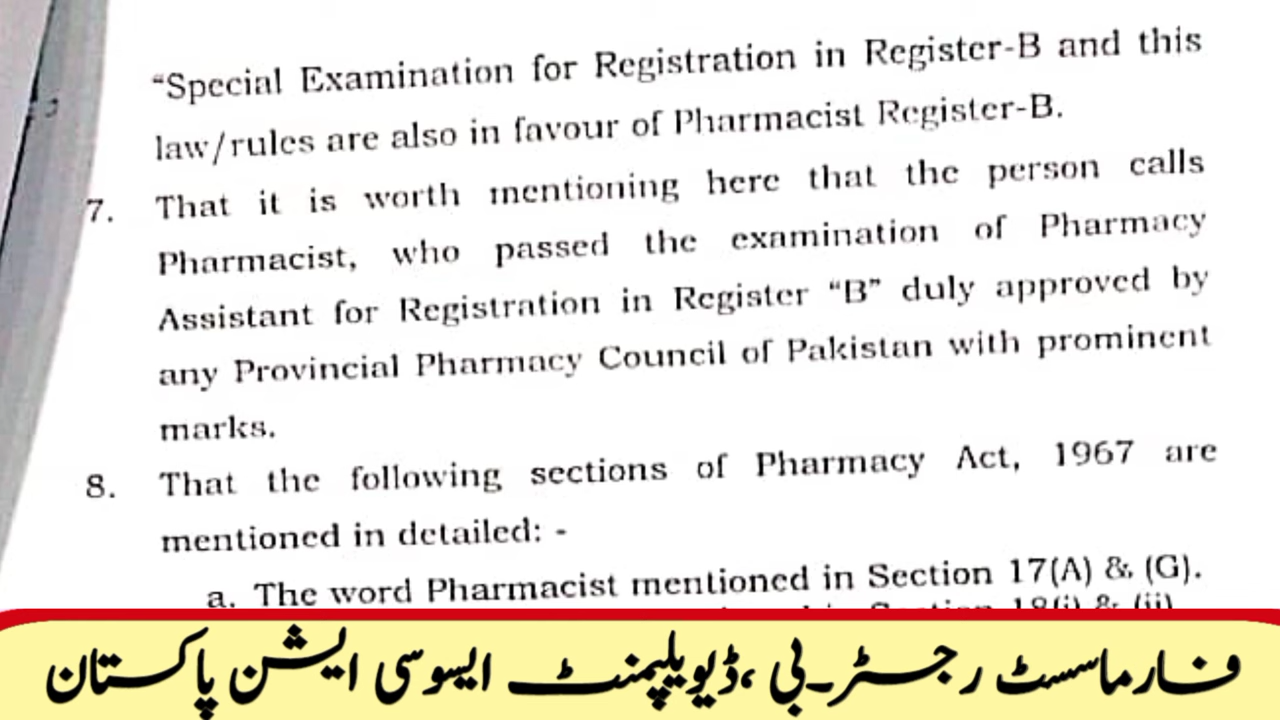 “Special Examination for Registration in Register-B and this
law/rules are also in favour of Pharmacist Register-B.
7. That it is worth mentioning here that the person calls
Pharmacist, who passed the examination of Pharmacy
Assistant for Registration in Register “B” duly approved by
any Provincial Pharmacy Council of Pakistan with prominent
marks.
8. That the following sections of Pharmacy Act, 1967 are
mentioned in detailed: -
a. The word Pharmacist mentioned in Section 17(A) & (G).
Section 18(i) & (ii)
فارماسسٹ رجسٹر-بی ،ڈیویلپمنٹ ایسوسی ایشن پاکستان